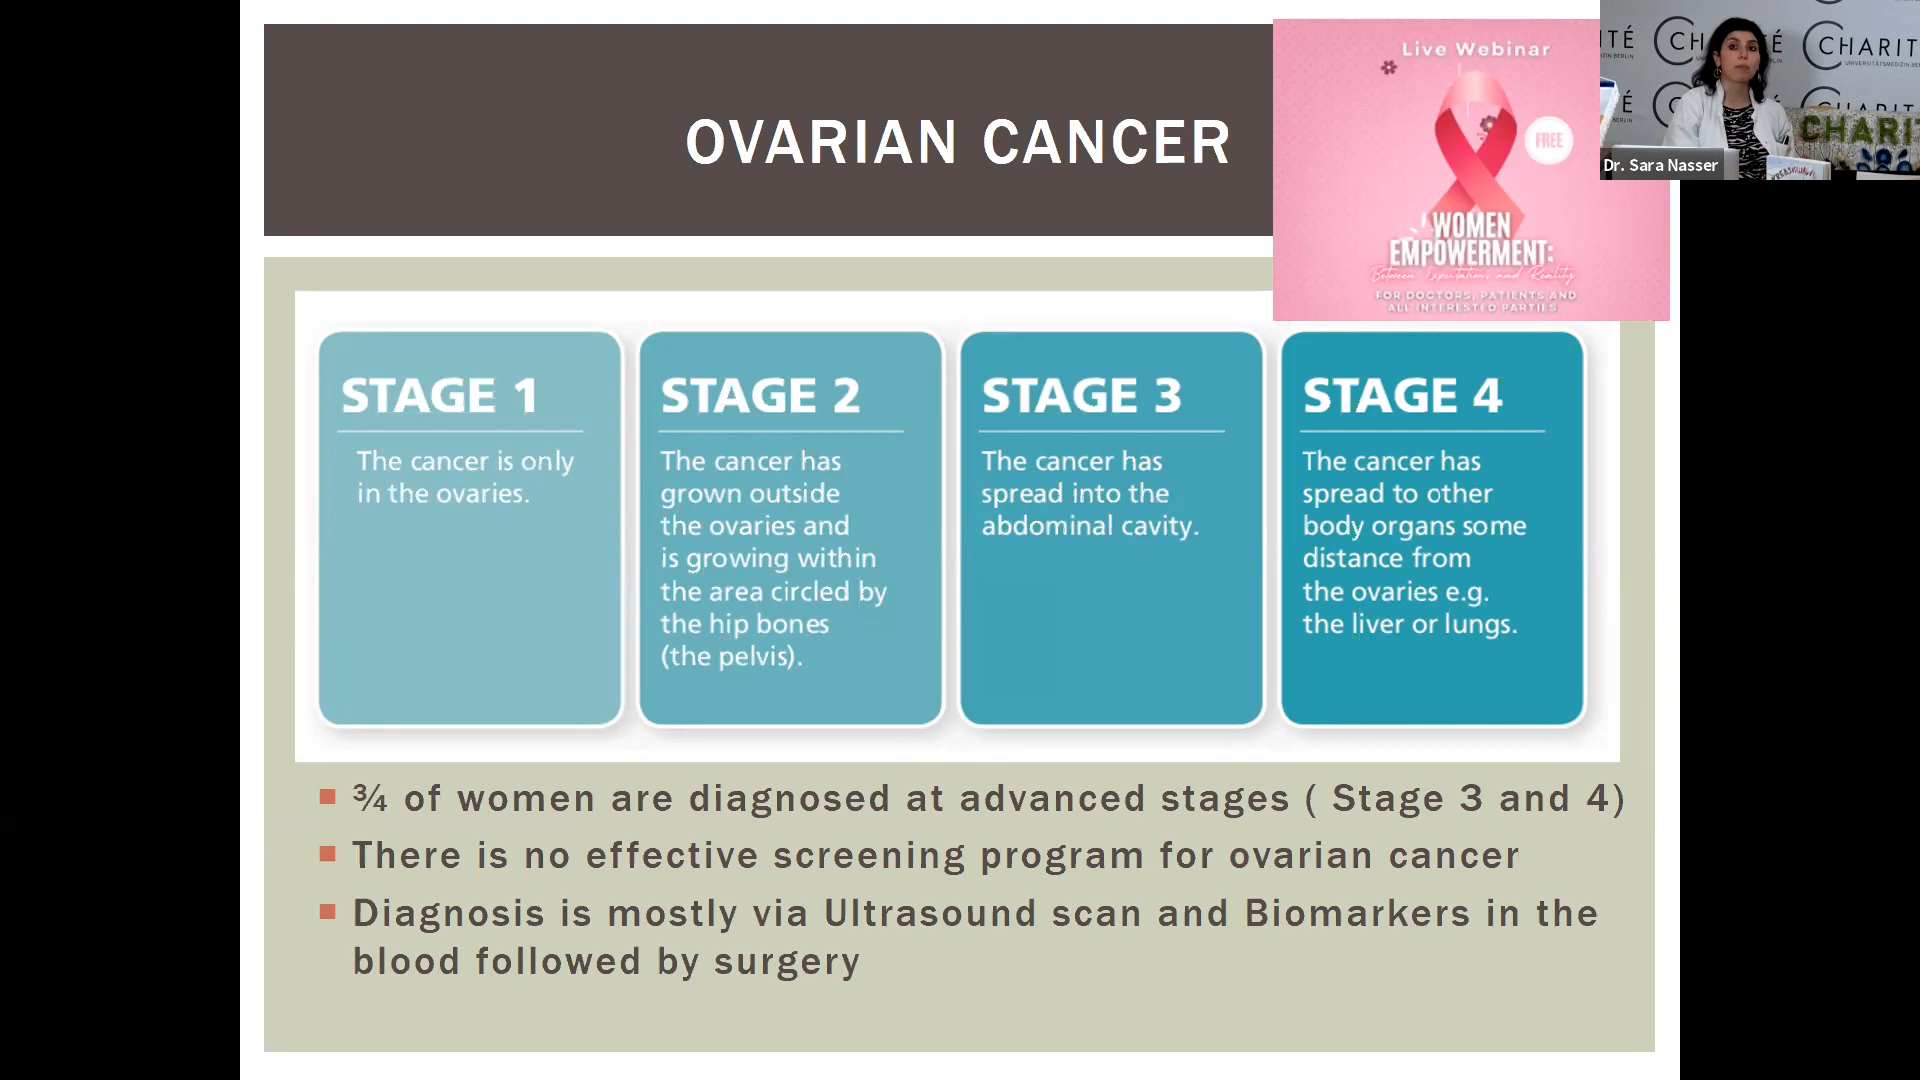 OVARIAN CANCER
Live Webinar
FREE
WOMEN
EMPOWERMENT:
Between Expectations and Reality
FOR DOCTORS, PATIENTS AND
ALL INTERESTED PARTIES
CHARITÉ
UNIVERSITÄTSMEDIZIN BERLIN
Dr. Sara Nasser
STAGE 1
The cancer is only
in the ovaries.
STAGE 2
The cancer has
grown outside
the ovaries and
is growing within
the area circled by
the hip bones
(the pelvis).
STAGE 3
The cancer has
spread into the
abdominal cavity.
STAGE 4
The cancer has
spread to other
body organs some
distance from
the ovaries e.g.
the liver or lungs.
¾ of women are diagnosed at advanced stages ( Stage 3 and 4)
There is no effective screening program for ovarian cancer
Diagnosis is mostly via Ultrasound scan and Biomarkers in the
blood followed by surgery